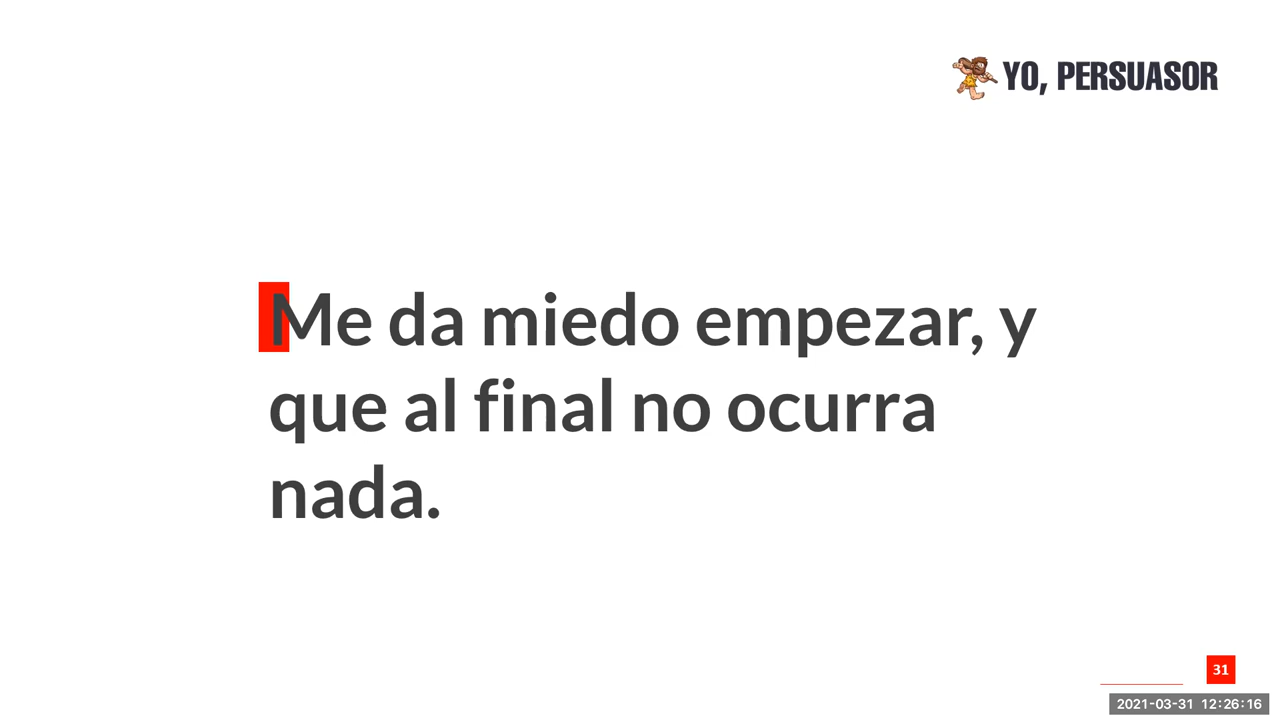 YO, PERSUASOR
Me da miedo empezar, y
que al final no ocurra
nada.
31
2021-03-31 12:26:16